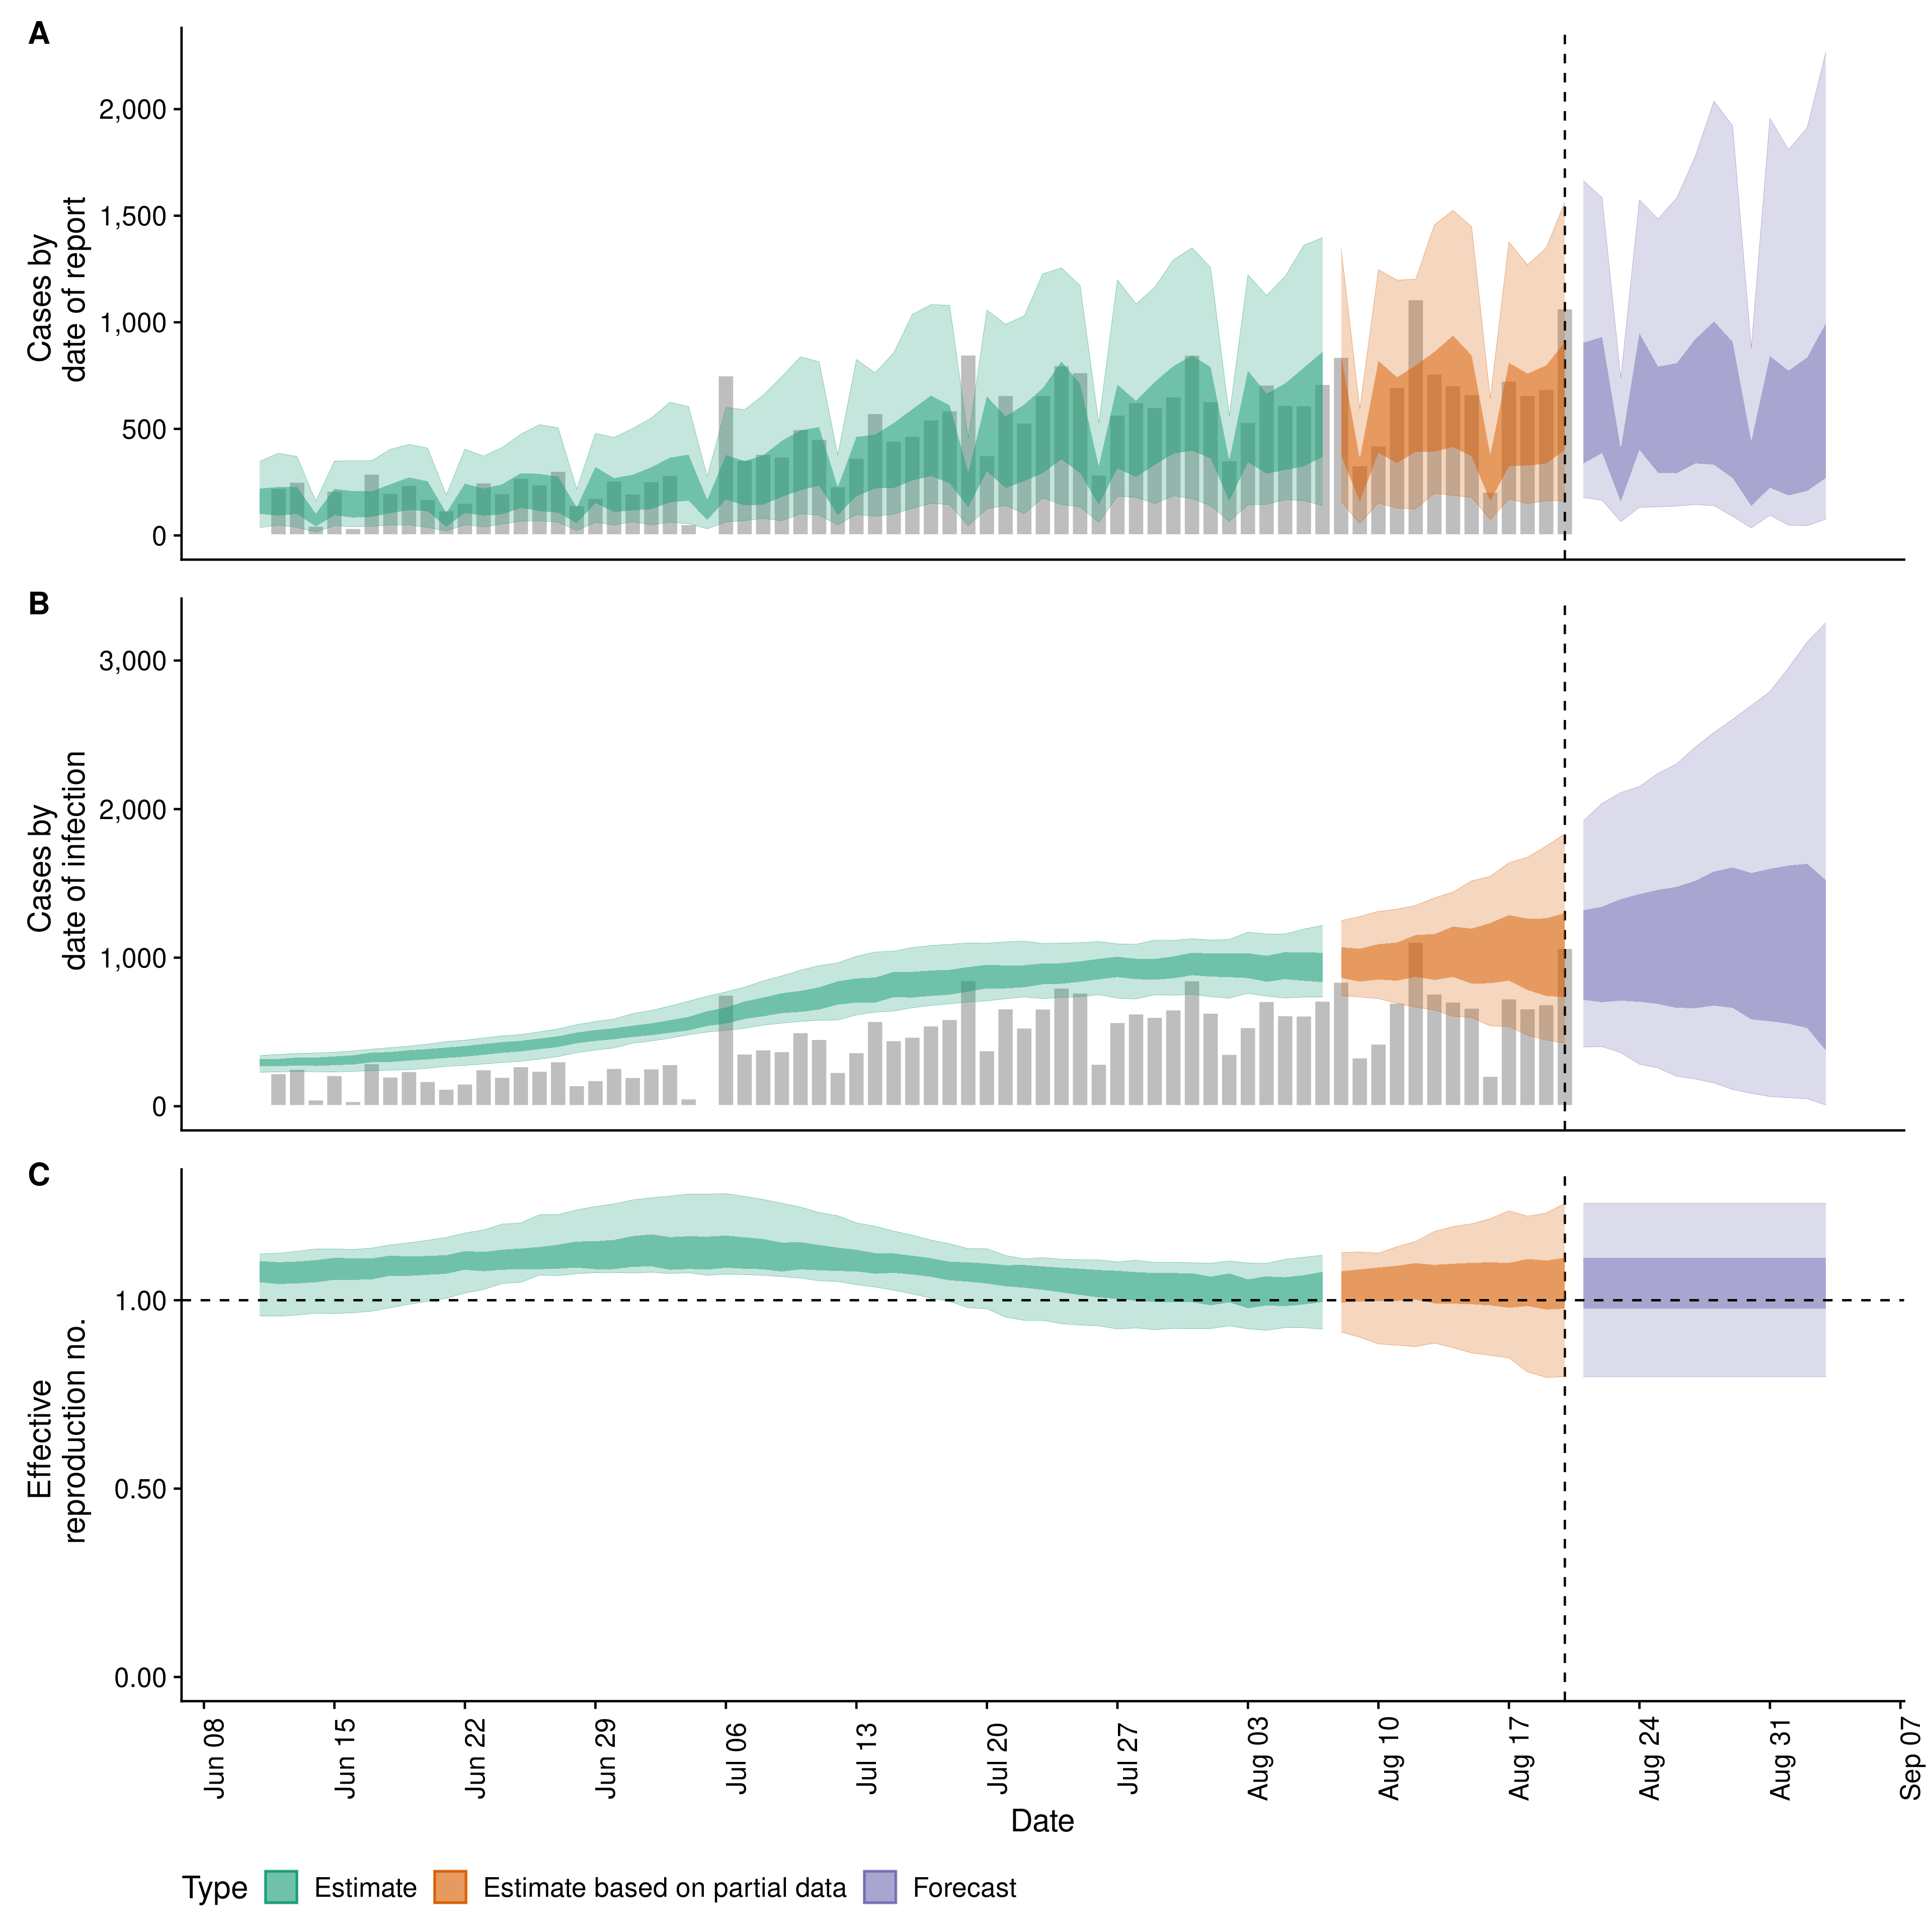 A
Cases by
date of report
2,000
1,500
1,000
500
0
B
Cases by
date of infection
3,000
2,000
1,000
0
C
Effective
reproduction no.
1.00
0.50
0.00
Jun 08
Jun 15
Jun 22
Jun 29
Jul 06
Jul 13
Jul 20
Jul 27
Aug 03
Aug 10
Aug 17
Aug 24
Aug 31
Sep 07
Date
Type Estimate Estimate based on partial data Forecast